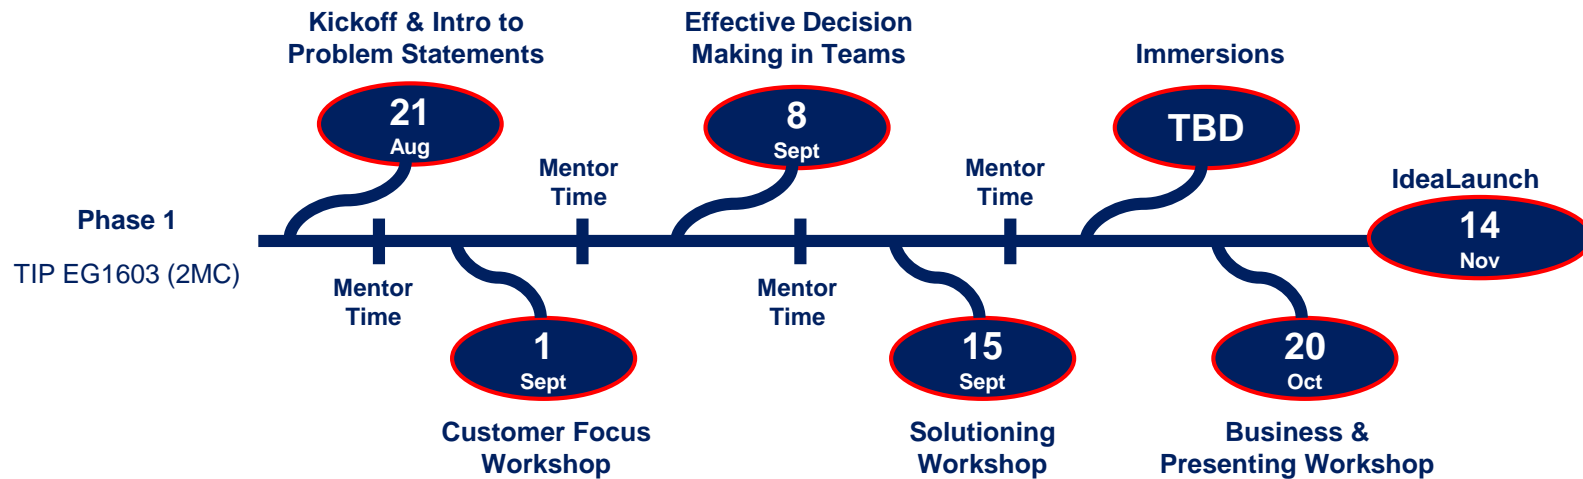 Kickoff & Intro to
Problem Statements
21
Aug
Effective Decision
Making in Teams
8
Sept
Immersions
TBD
IdeaLaunch
14
Nov
Mentor
Time
Mentor
Time
Phase 1
TIP EG1603 (2MC)
Mentor
Time
Mentor
Time
1
Sept
Customer Focus
Workshop
15
Sept
Solutioning
Workshop
20
Oct
Business &
Presenting Workshop